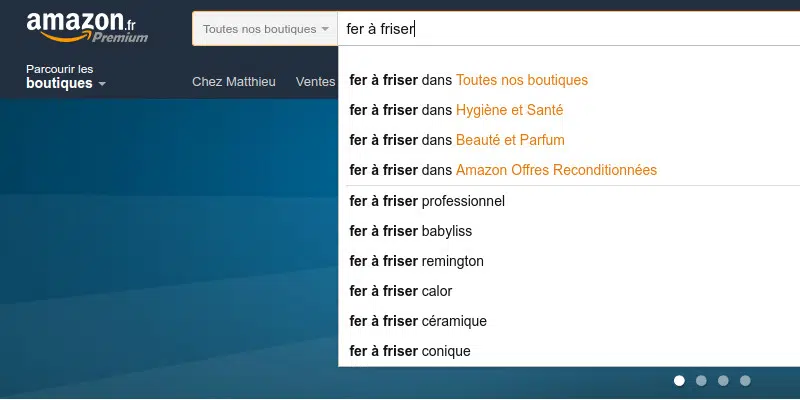 amazon.fr
Premium
Toutes nos boutiques
fer à friser
Parcourir les
boutiques
Chez Matthieu
Ventes
fer à friser dans Toutes nos boutiques
fer à friser dans Hygiène et Santé
fer à friser dans Beauté et Parfum
fer à friser dans Amazon Offres Reconditionnées
fer à friser professionnel
fer à friser babyliss
fer à friser remington
fer à friser calor
fer à friser céramique
fer à friser conique